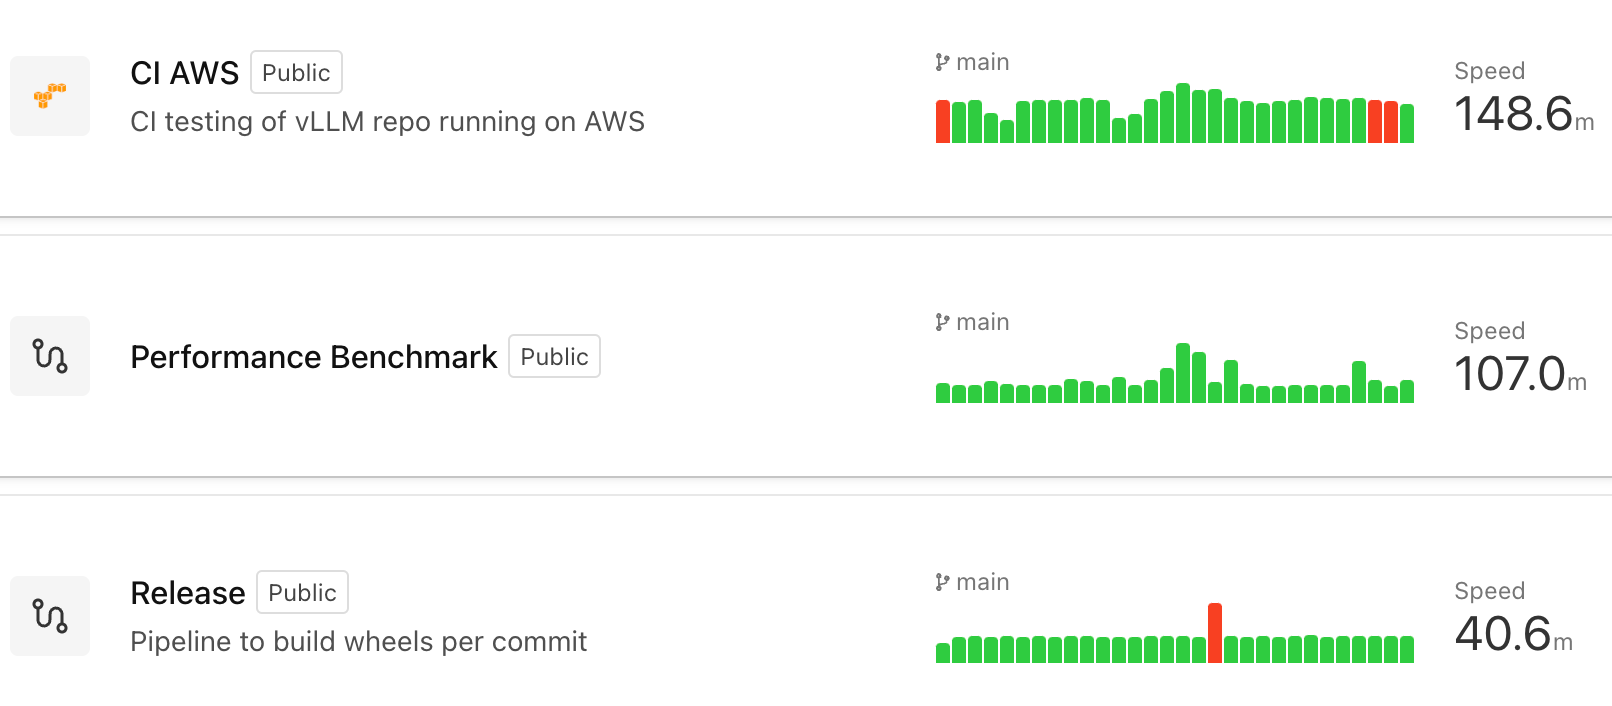 CI AWS Public
CI testing of vLLM repo running on AWS
main
Speed
148.6m
Performance Benchmark Public
main
Speed
107.0m
Release Public
Pipeline to build wheels per commit
main
Speed
40.6m